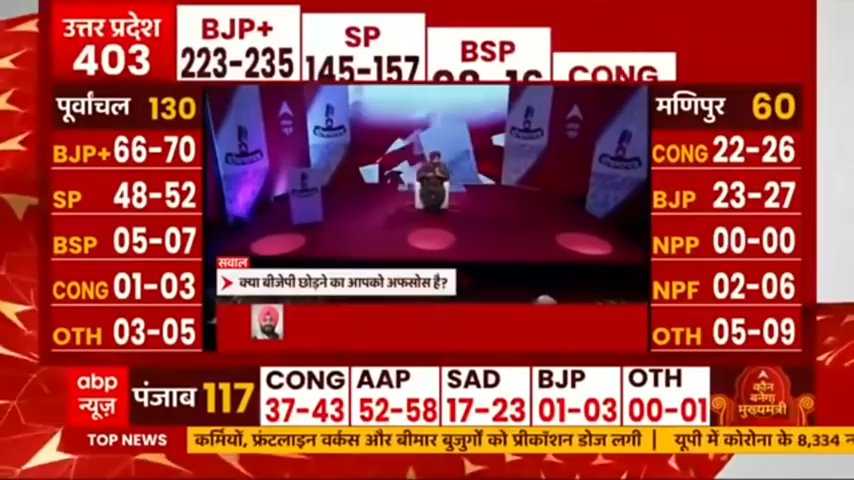 उत्तर प्रदेश
403
BJP+
223-235
SP
145-157
BSP
CONG
पूर्वांचल 130
BJP+ 66-70
SP 48-52
BSP 05-07
CONG 01-03
OTH 03-05
मणिपुर 60
CONG 22-26
BJP 23-27
NPP 00-00
NPF 02-06
OTH 05-09
सवाल
क्या बीजेपी छोड़ने का आपको अफसोस है?
abp
न्यूज़
पंजाब 117
CONG
37-43
AAP
52-58
SAD
17-23
BJP
01-03
OTH
00-01
कौन
बनेगा
मुख्यमंत्री
TOP NEWS
कर्मियों, फ्रंटलाइन वर्कस और बीमार बुजुर्गों को प्रीकॉशन डोज लगी | यूपी में कोरोना के 8,334